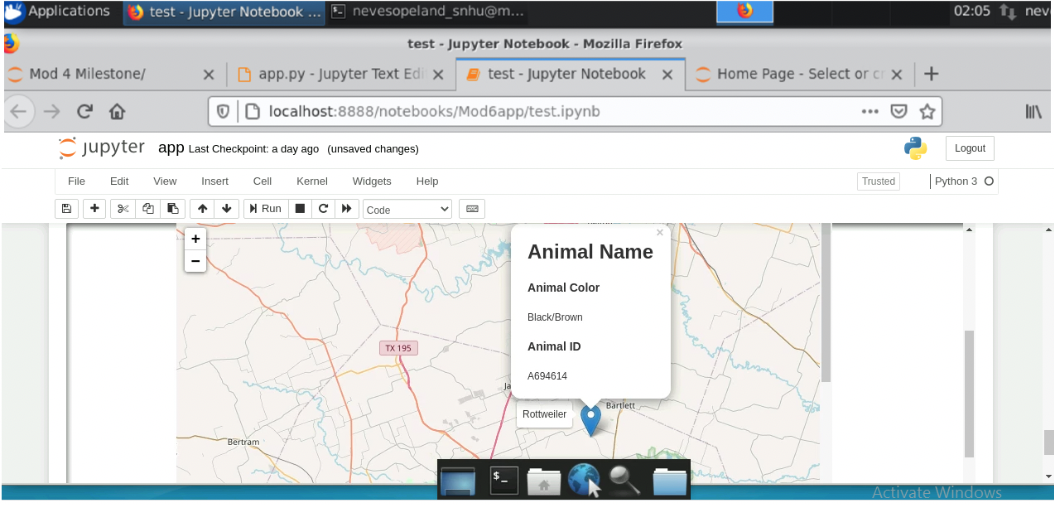 Applications test - Jupyter Notebook ... nevesopeland_snhu@m... 02:05 nev
test - Jupyter Notebook - Mozilla Firefox
Mod 4 Milestone/ app.py - Jupyter Text Edi test - Jupyter Notebook Home Page - Select or cr
localhost:8888/notebooks/Mod6app/test.ipynb
jupyter app Last Checkpoint: a day ago (unsaved changes) Logout
File Edit View Insert Cell Kernel Widgets Help Trusted Python 3
Run Code
Animal Name
Animal Color
Black/Brown
TX 195
Animal ID
A694614
Ja
Rottweiler Bartlett
Bertram
Activate Windows